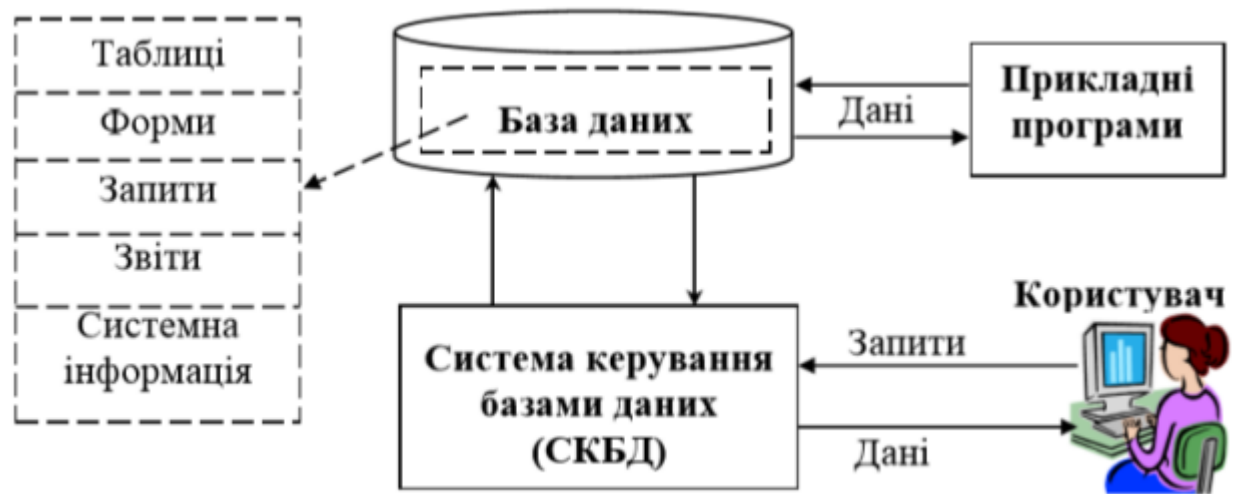 Таблиці
Форми
Запити
Звіти
Системна
інформація
База даних
Дані
Прикладні
програми
Система керування
базами даних
(СКБД)
Запити
Дані
Користувач